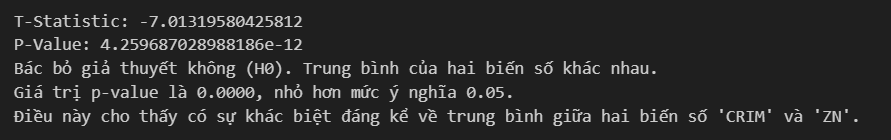 T-Statistic: -7.01319580425812
P-Value: 4.259687028988186e-12
Bác bỏ giả thuyết không (H0). Trung bình của hai biến số khác nhau.
Giá trị p-value là 0.0000, nhỏ hơn mức ý nghĩa 0.05.
Điều này cho thấy có sự khác biệt đáng kể về trung bình giữa hai biến số 'CRIM' và 'ZN'.